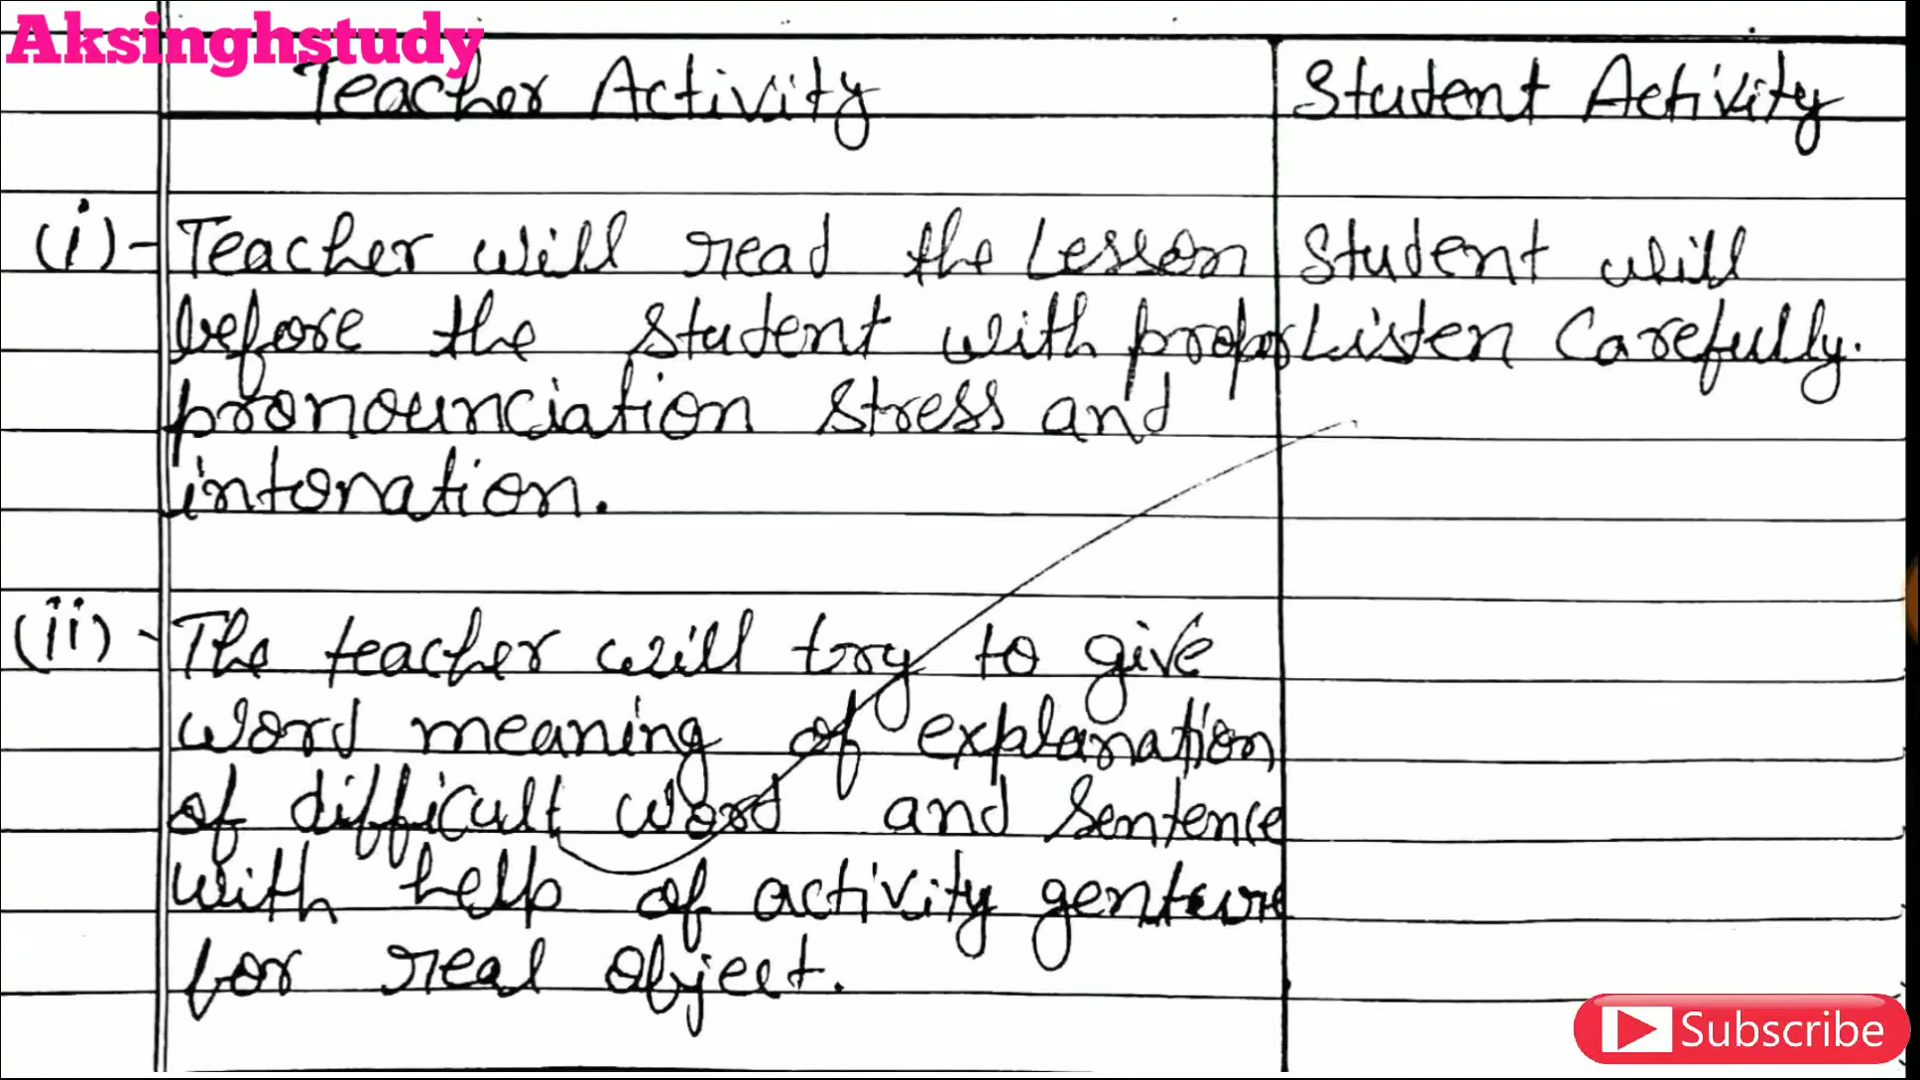 Aksinghstudy
Teacher Activity
Student Activity
(i) - Teacher will read the Lesson
before the student with proper
pronounciation stress and
intonation.
Student will
Listen Carefully.
(ii) - The teacher will try to give
word meaning of explanation
of difficult word and sentence
with help of activity genture
for real object.
Subscribe